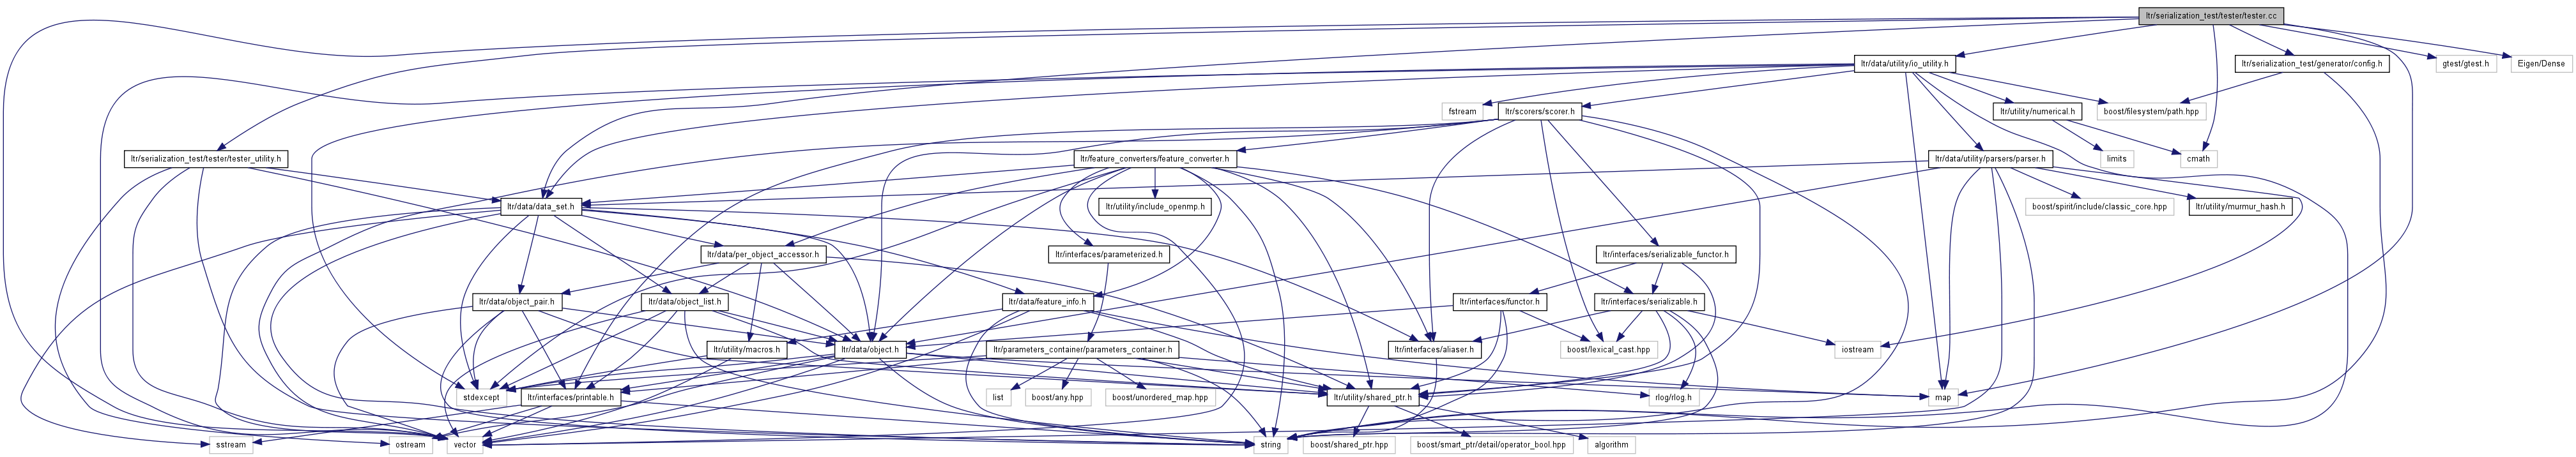 ltr/serialization_test/tester/tester.cc
ltr/data/utility/io_utility.h
ltr/serialization_test/generator/config.h
gtest/gtest.h
Eigen/Dense
fstream
ltr/scorers/scorer.h
ltr/utility/numerical.h
boost/filesystem/path.hpp
ltr/serialization_test/tester/tester_utility.h
ltr/feature_converters/feature_converter.h
ltr/data/utility/parsers/parser.h
limits
cmath
ltr/data/data_set.h
ltr/utility/include_openmp.h
boost/spirit/include/classic_core.hpp
ltr/utility/murmur_hash.h
ltr/data/per_object_accessor.h
ltr/interfaces/parameterized.h
ltr/interfaces/serializable_functor.h
ltr/data/object_pair.h
ltr/data/object_list.h
ltr/data/feature_info.h
ltr/interfaces/functor.h
ltr/interfaces/serializable.h
ltr/utility/macros.h
ltr/data/object.h
ltr/parameters_container/parameters_container.h
ltr/interfaces/aliaser.h
boost/lexical_cast.hpp
iostream
stdexcept
ltr/interfaces/printable.h
list
boost/any.hpp
boost/unordered_map.hpp
ltr/utility/shared_ptr.h
rlog/rlog.h
map
sstream
ostream
vector
string
boost/shared_ptr.hpp
boost/smart_ptr/detail/operator_bool.hpp
algorithm